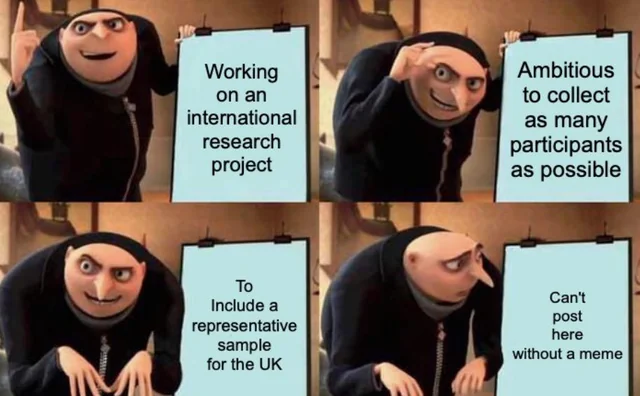 Working
on an
international
research
project
Ambitious
to collect
as many
participants
as possible
To
Include a
representative
sample
for the UK
Can't
post
here
without a meme